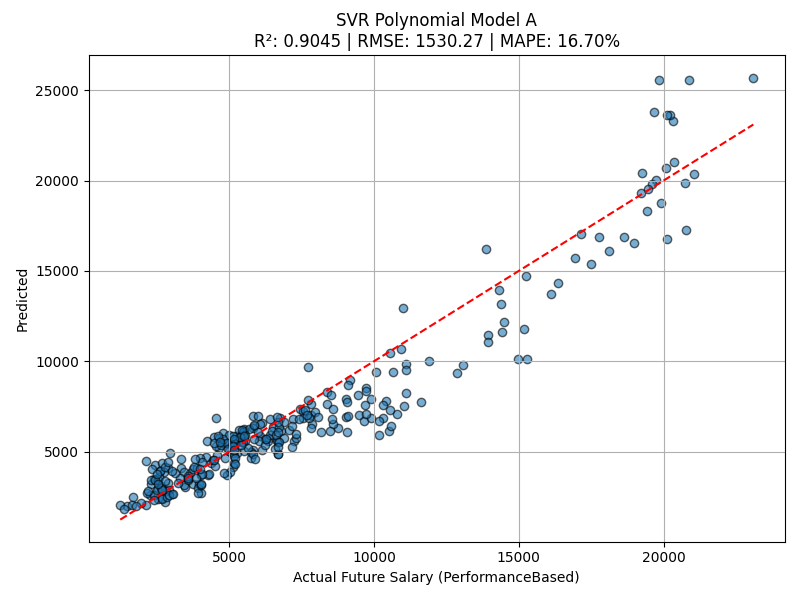 SVR Polynomial Model A
R²: 0.9045 | RMSE: 1530.27 | MAPE: 16.70%
25000
20000
15000
10000
5000
Predicted
5000 10000 15000 20000
Actual Future Salary (PerformanceBased)